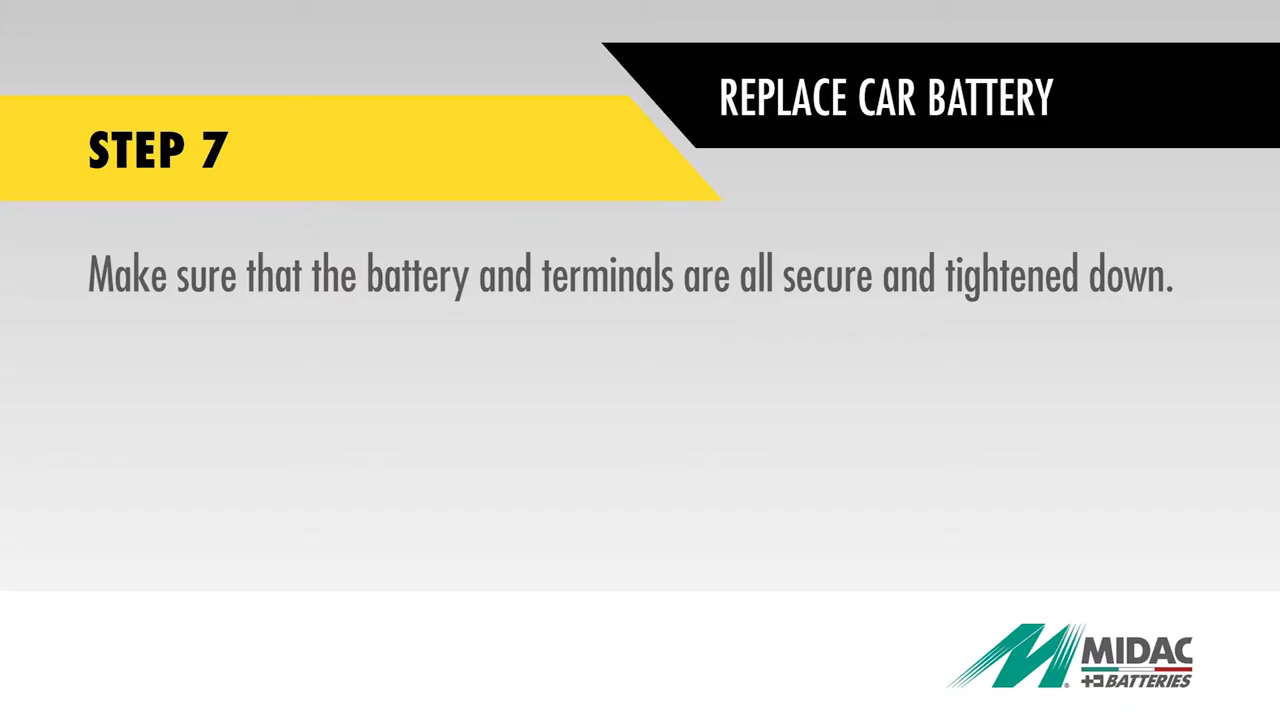 REPLACE CAR BATTERY
STEP 7
Make sure that the battery and terminals are all secure and tightened down.
MIDAC
BATTERIES